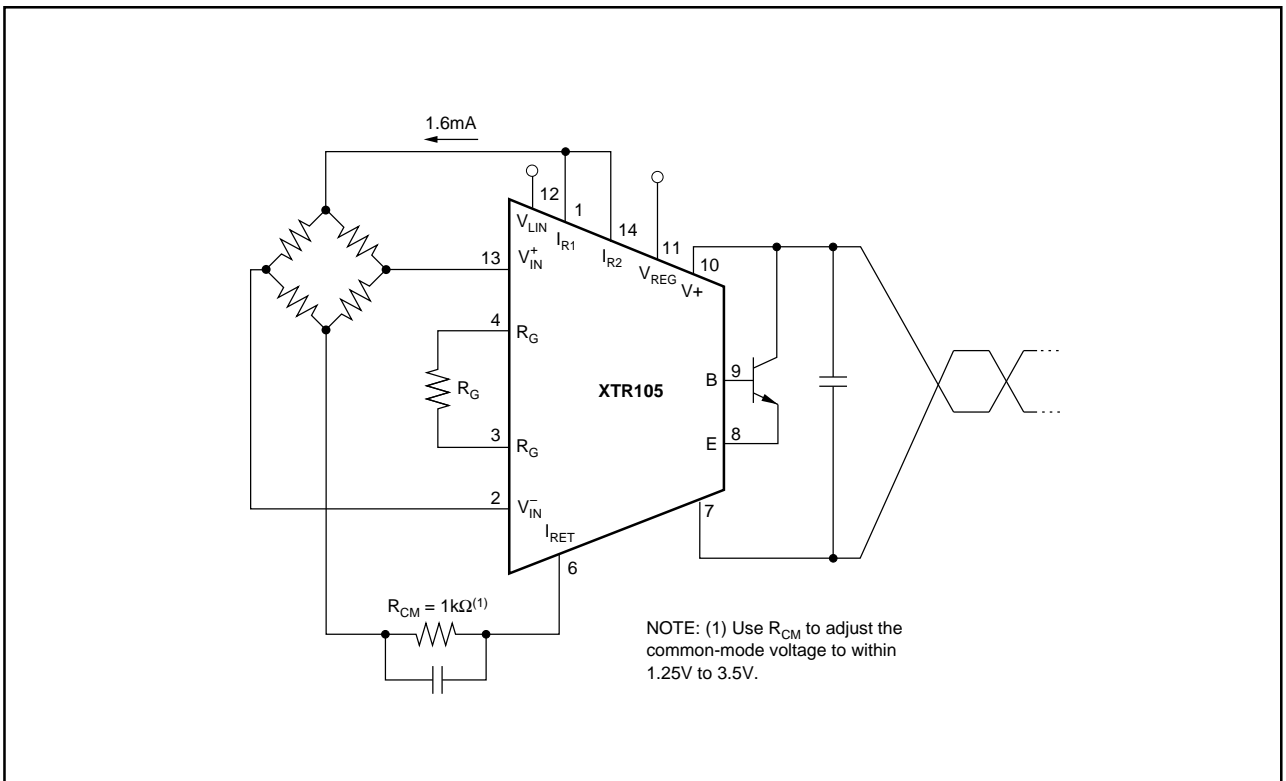 1.6mA
12
1
14
11
10
V_LIN
I_R1
I_R2
V_REG
V+
13
V⁺_IN
4
R_G
R_G
XTR105
B
9
3
R_G
E
8
2
V⁻_IN
I_RET
7
6
R_CM = 1kΩ(1)
NOTE: (1) Use R_CM to adjust the
common-mode voltage to within
1.25V to 3.5V.